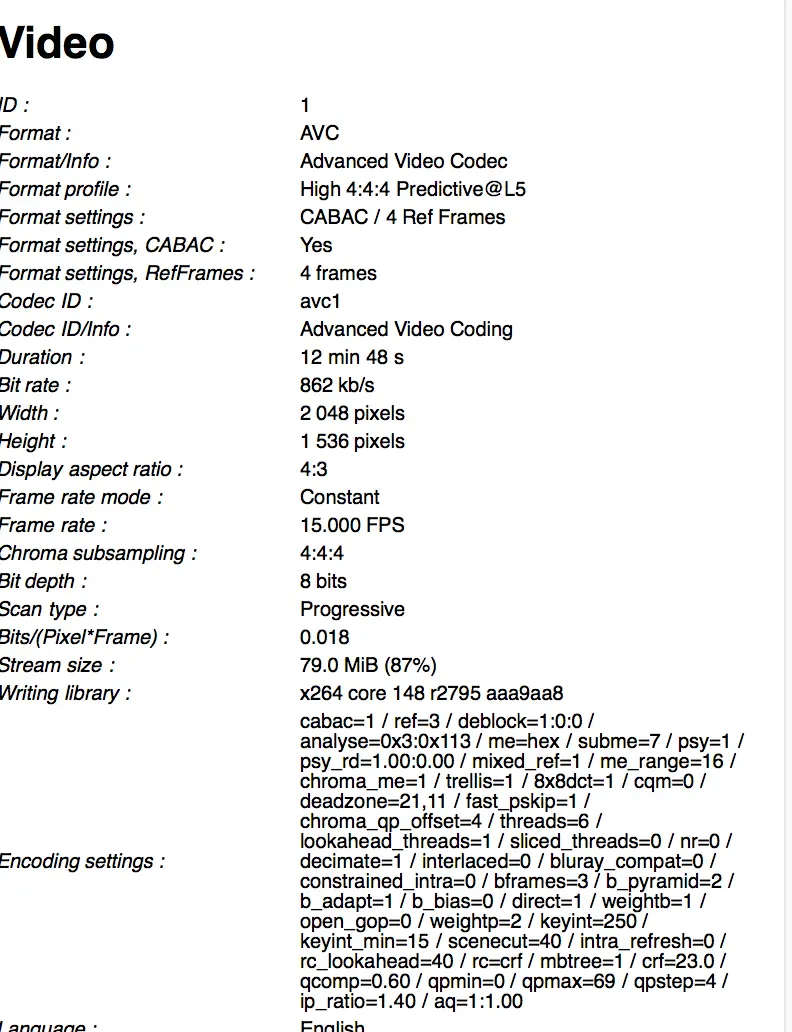 Video
ID : 1
Format : AVC
Format/Info : Advanced Video Codec
Format profile : High 4:4:4 Predictive@L5
Format settings : CABAC / 4 Ref Frames
Format settings, CABAC : Yes
Format settings, RefFrames : 4 frames
Codec ID : avc1
Codec ID/Info : Advanced Video Coding
Duration : 12 min 48 s
Bit rate : 862 kb/s
Width : 2 048 pixels
Height : 1 536 pixels
Display aspect ratio : 4:3
Frame rate mode : Constant
Frame rate : 15.000 FPS
Chroma subsampling : 4:4:4
Bit depth : 8 bits
Scan type : Progressive
Bits/(Pixel*Frame) : 0.018
Stream size : 79.0 MiB (87%)
Writing library : x264 core 148 r2795 aaa9aa8
cabac=1 / ref=3 / deblock=1:0:0 /
analyse=0x3:0x113 / me=hex / subme=7 / psy=1 /
psy_rd=1.00:0.00 / mixed_ref=1 / me_range=16 /
chroma_me=1 / trellis=1 / 8x8dct=1 / cqm=0 /
deadzone=21,11 / fast_pskip=1 /
chroma_qp_offset=4 / threads=6 /
lookahead_threads=1 / sliced_threads=0 / nr=0 /
Encoding settings : decimate=1 / interlaced=0 / bluray_compat=0 /
constrained_intra=0 / bframes=3 / b_pyramid=2 /
b_adapt=1 / b_bias=0 / direct=1 / weightb=1 /
open_gop=0 / weightp=2 / keyint=250 /
keyint_min=15 / scenecut=40 / intra_refresh=0 /
rc_lookahead=40 / rc=crf / mbtree=1 / crf=23.0 /
qcomp=0.60 / qpmin=0 / qpmax=69 / qpstep=4 /
ip_ratio=1.40 / aq=1:1.00
Language : English